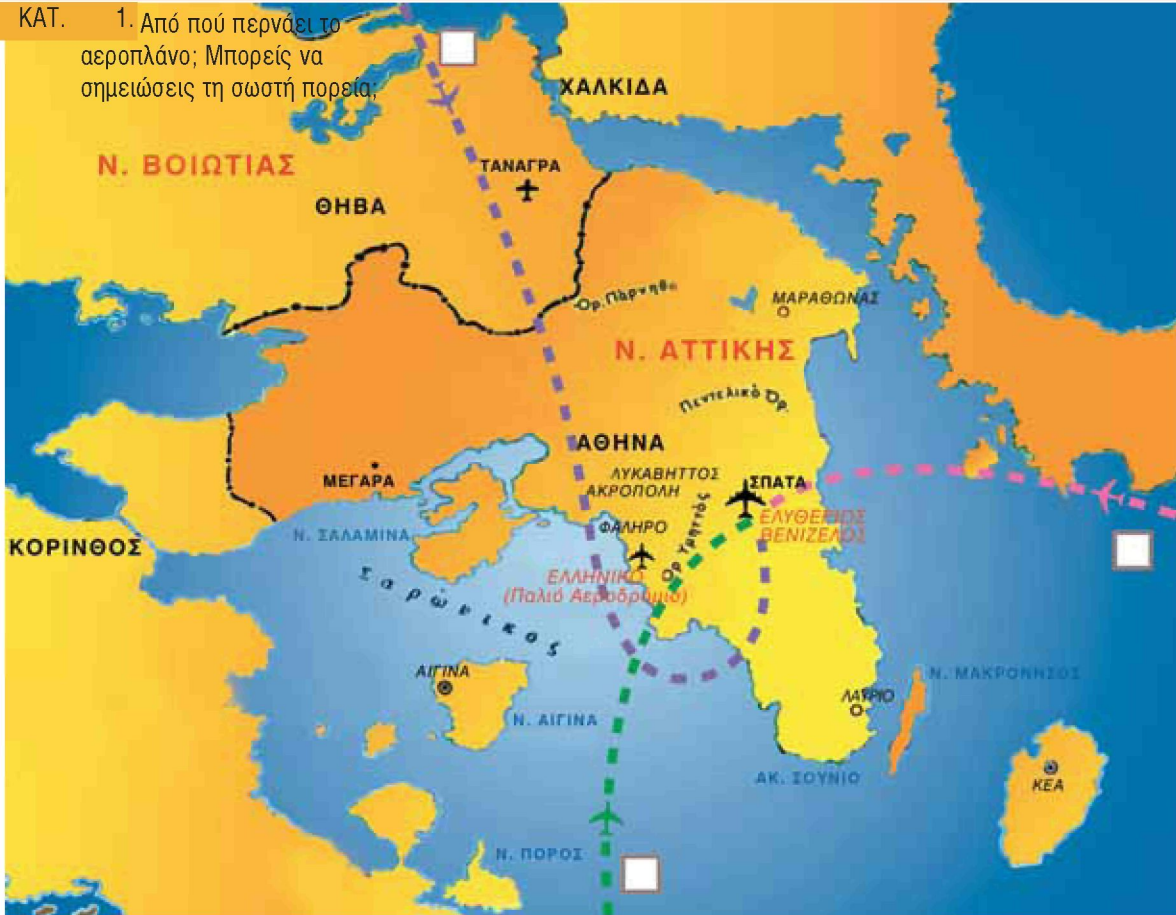 ΚΑΤ. 1. Από πού περνάει το
αεροπλάνο; Μπορείς να
σημειώσεις τη σωστή πορεία;
ΧΑΛΚΙΔΑ
Ν. ΒΟΙΩΤΙΑΣ
ΤΑΝΑΓΡΑ
ΘΗΒΑ
Ορ. Πάρνηθα
ΜΑΡΑΘΩΝΑΣ
Ν. ΑΤΤΙΚΗΣ
Πεντελικό Όρ.
ΑΘΗΝΑ
ΛΥΚΑΒΗΤΤΟΣ
ΜΕΓΑΡΑ
ΣΠΑΤΑ
ΑΚΡΟΠΟΛΗ
Ορ Υμηττός
ΕΛΥΘΕΡΙΟΣ
ΒΕΝΙΖΕΛΟΣ
ΦΑΛΗΡΟ
Ν. ΣΑΛΑΜΙΝΑ
ΚΟΡΙΝΘΟΣ
ΕΛΛΗΝΙΚΟ
(Παλιό Αεροδρόμιο)
Σαρωνικός
ΑΙΓΙΝΑ
Ν. ΜΑΚΡΟΝΗΣΟΣ
ΛΑΥΡΙΟ
Ν. ΑΙΓΙΝΑ
ΑΚ. ΣΟΥΝΙΟ
ΚΕΑ
Ν. ΠΟΡΟΣ